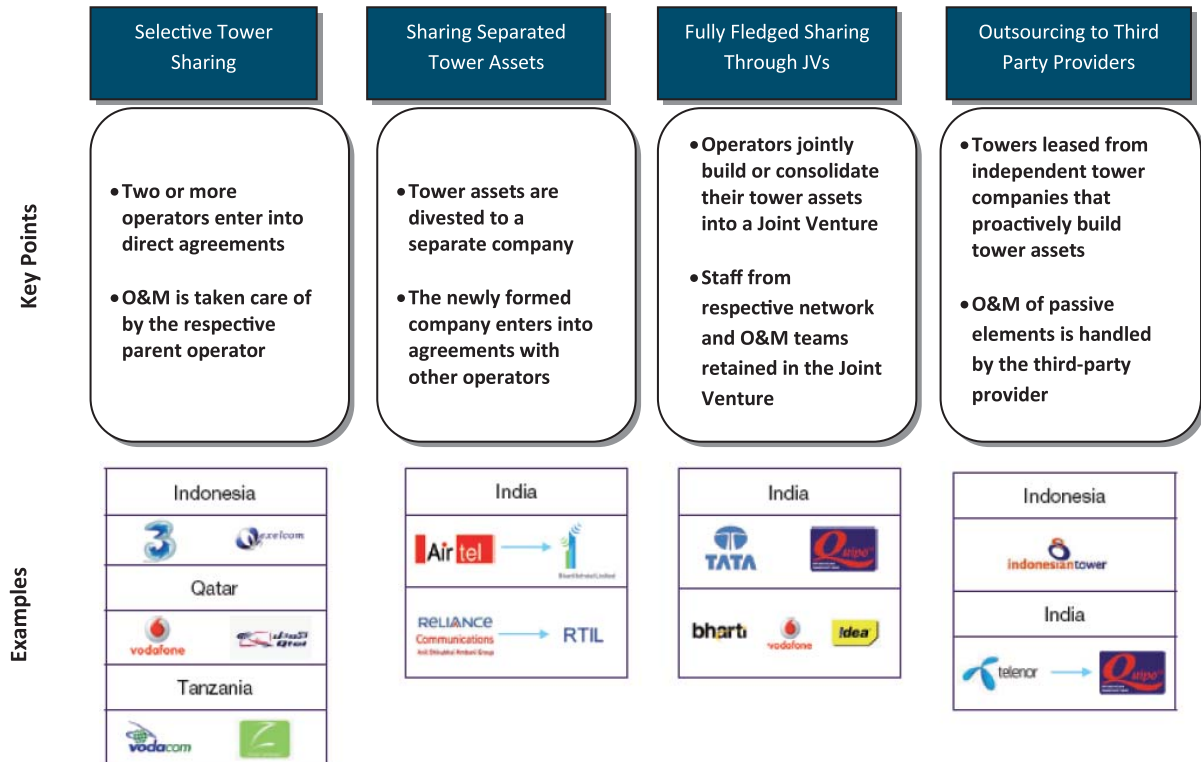 Selective Tower
Sharing
Sharing Separated
Tower Assets
Fully Fledged Sharing
Through JVs
Outsourcing to Third
Party Providers
Key Points
•Two or more
operators enter into
direct agreements
•O&M is taken care of
by the respective
parent operator
•Tower assets are
divested to a
separate company
•The newly formed
company enters into
agreements with
other operators
•Operators jointly
build or consolidate
their tower assets
into a Joint Venture
•Staff from
respective network
and O&M teams
retained in the Joint
Venture
•Towers leased from
independent tower
companies that
proactively build
tower assets
•O&M of passive
elements is handled
by the third-party
provider
Examples
Indonesia
3
exelcom
Qatar
vodafone
Qtel
Tanzania
vodacom
Z
India
Airtel
RELIANCE
Communications
RTIL
India
TATA
Quipo
bharti
vodafone
!dea
Indonesia
indonesiantower
India
telenor
Quipo